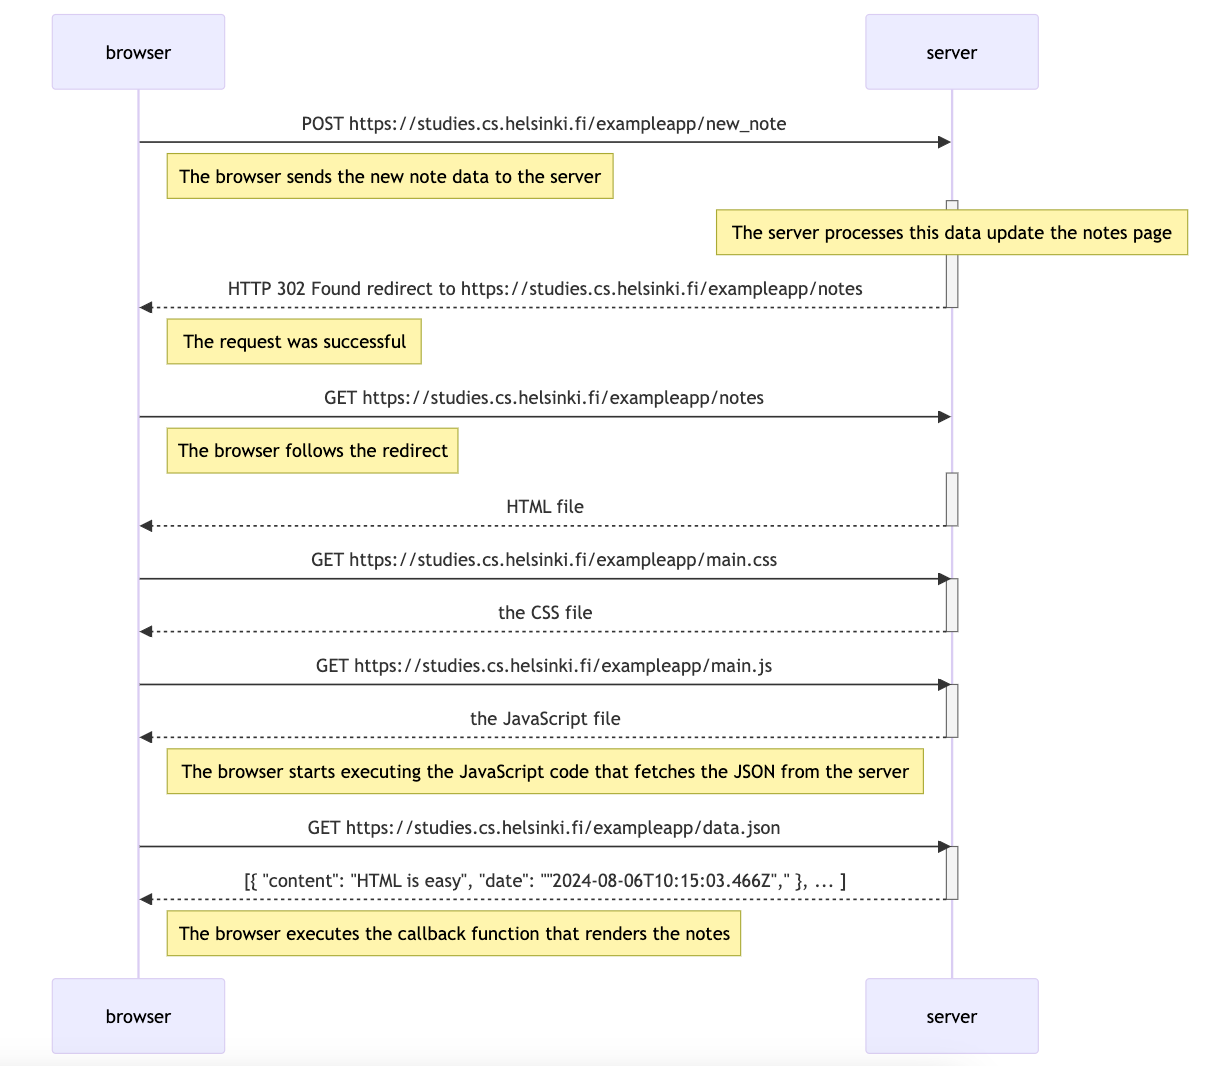 browser
server
POST https://studies.cs.helsinki.fi/exampleapp/new_note
The browser sends the new note data to the server
The server processes this data update the notes page
HTTP 302 Found redirect to https://studies.cs.helsinki.fi/exampleapp/notes
The request was successful
GET https://studies.cs.helsinki.fi/exampleapp/notes
The browser follows the redirect
HTML file
GET https://studies.cs.helsinki.fi/exampleapp/main.css
the CSS file
GET https://studies.cs.helsinki.fi/exampleapp/main.js
the JavaScript file
The browser starts executing the JavaScript code that fetches the JSON from the server
GET https://studies.cs.helsinki.fi/exampleapp/data.json
[{ "content": "HTML is easy", "date": ""2024-08-06T10:15:03.466Z"," }, ... ]
The browser executes the callback function that renders the notes
browser
server